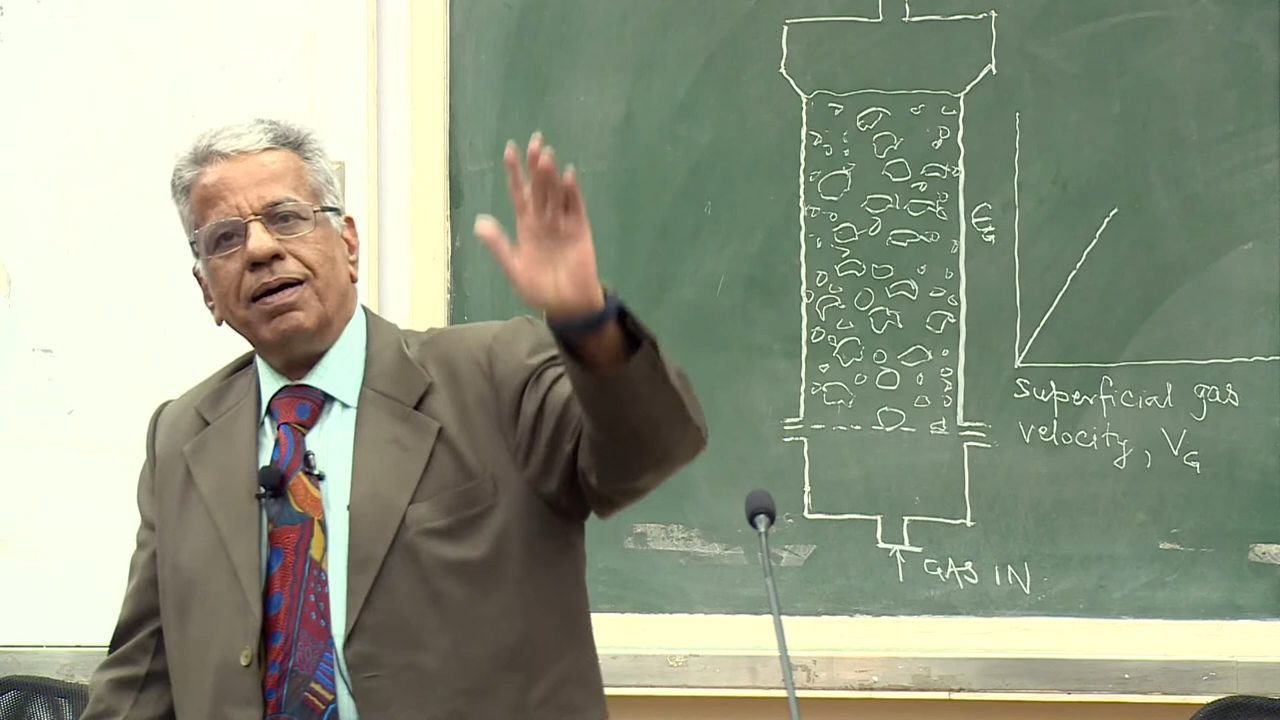 ϵG
superficial gas
velocity, VG
GAS IN